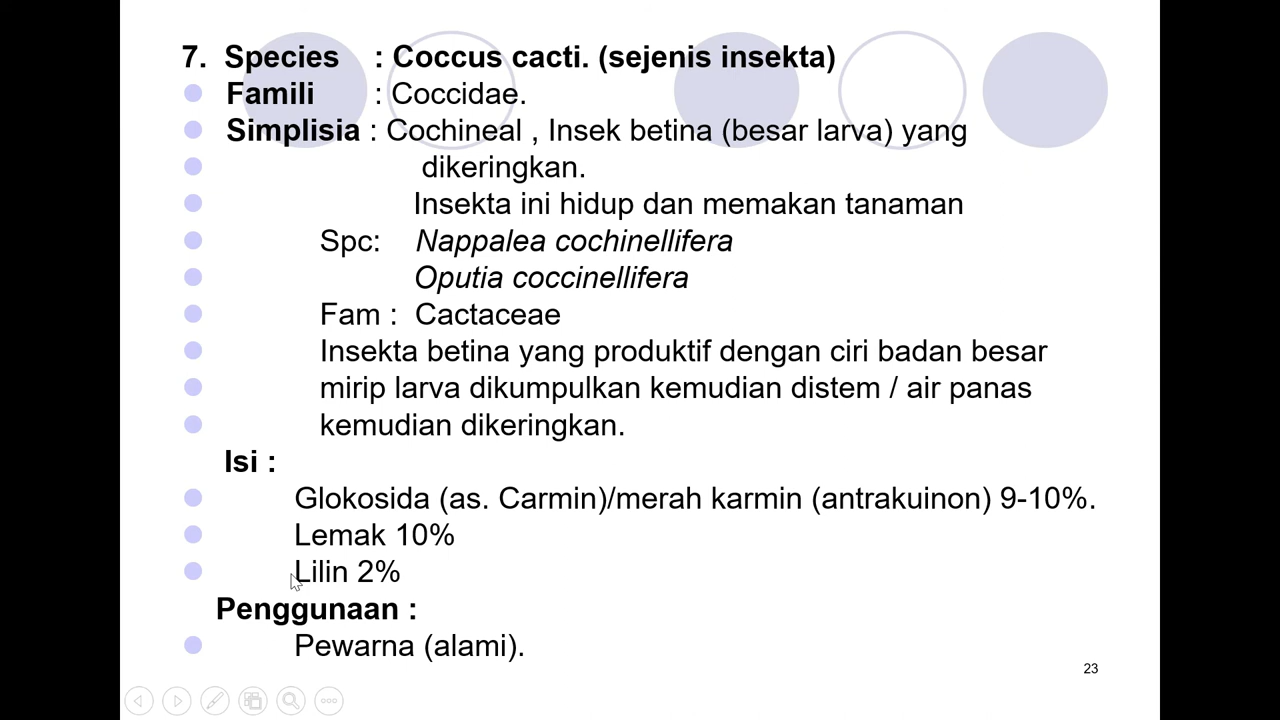 7. Species : Coccus cacti. (sejenis insekta)
Famili : Coccidae.
Simplisia : Cochineal , Insek betina (besar larva) yang
dikeringkan.
Insekta ini hidup dan memakan tanaman
Spc: Nappalea cochinellifera
Oputia coccinellifera
Fam : Cactaceae
Insekta betina yang produktif dengan ciri badan besar
mirip larva dikumpulkan kemudian distem / air panas
kemudian dikeringkan.
Isi :
Glokosida (as. Carmin)/merah karmin (antrakuinon) 9-10%.
Lemak 10%
Lilin 2%
Penggunaan :
Pewarna (alami).
23